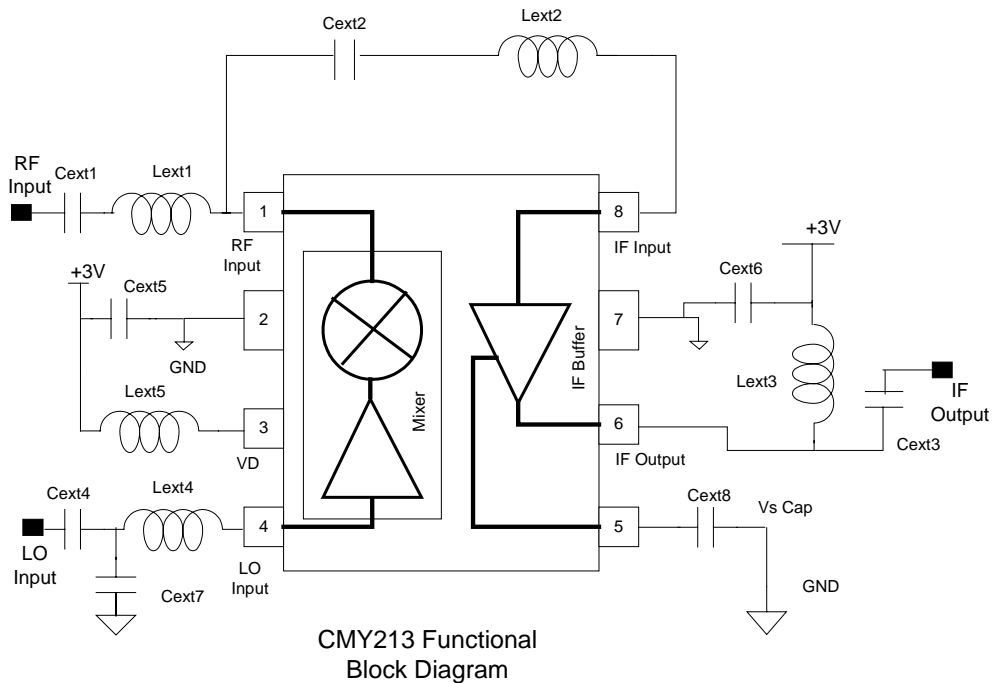 Cext2
Lext2
RF
Input
Cext1
Lext1
1
RF
Input
8
IF Input
+3V
Cext5
GND
2
+3V
Cext6
7
Lext3
IF
Output
Cext3
Mixer
IF Buffer
Lext5
3
VD
6
IF Output
Cext4
Lext4
4
LO
Input
LO
Input
Cext7
5
Cext8
Vs Cap
GND
CMY213 Functional
Block Diagram